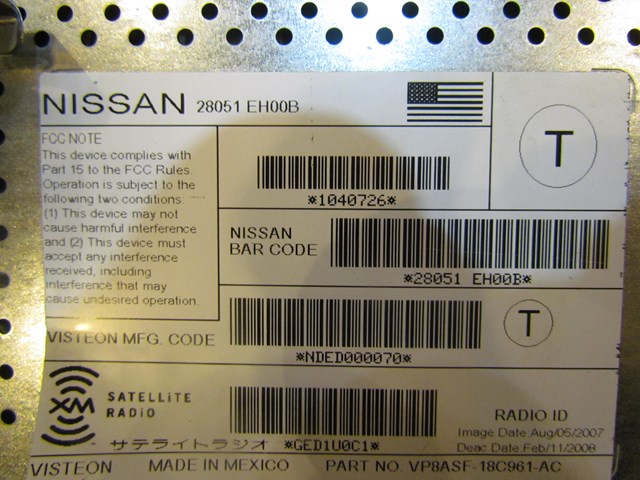 NISSAN 28051 EH00B
T
FCC NOTE
This device complies with
Part 15 to the FCC Rules.
Operation is subject to the
following two conditions:
(1) This device may not
cause harmful interference
and (2) This device must
accept any interference
received, including
interference that may
cause undesired operation.
*1040726*
NISSAN
BAR CODE
*28051 EH00B*
VISTEON MFG. CODE
*NDED000070*
T
XM SATELLiTE
RADiO
サテライトラジオ *GED1U0C1*
RADIO ID
Image Date:Aug/05/2007
Deac.Date:Feb/11/2008
VISTEON MADE IN MEXICO PART NO. VP8ASF-18C961-AC